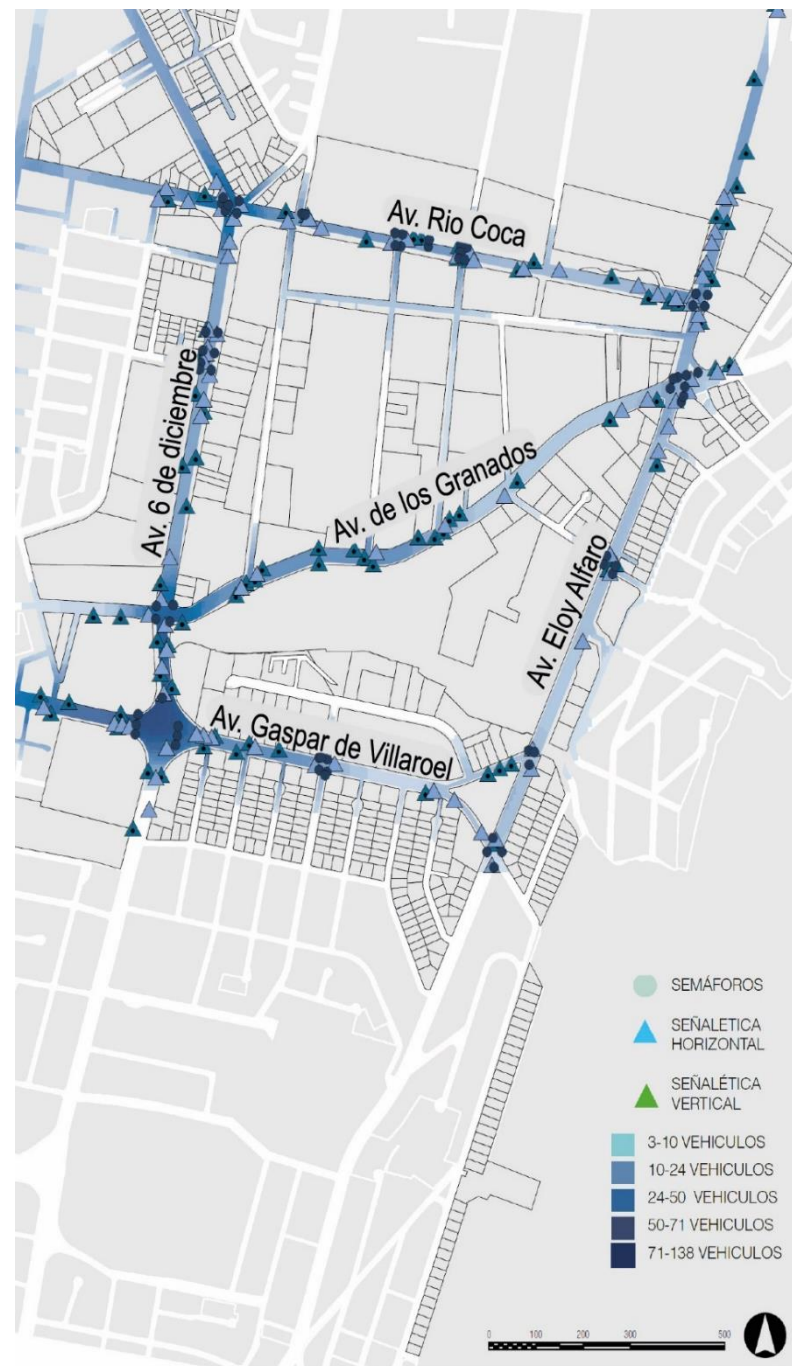 Av. Rio Coca
Av. 6 de diciembre
Av. de los Granados
Av. Eloy Alfaro
Av. Gaspar de Villaroel
SEMÁFOROS
SEÑALETICA
HORIZONTAL
SEÑALÉTICA
VERTICAL
3-10 VEHICULOS
10-24 VEHICULOS
24-50 VEHICULOS
50-71 VEHICULOS
71-138 VEHICULOS
0 100 200 300 500